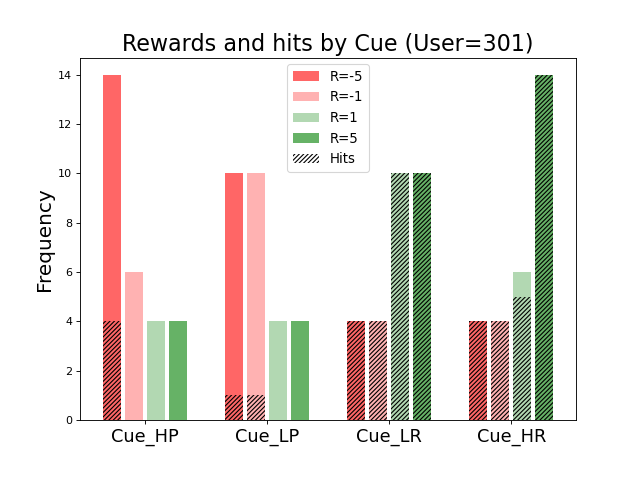 Rewards and hits by Cue (User=301)
R=-5
R=-1
R=1
R=5
Hits
Frequency
14
12
10
8
6
4
2
0
Cue_HP
Cue_LP
Cue_LR
Cue_HR